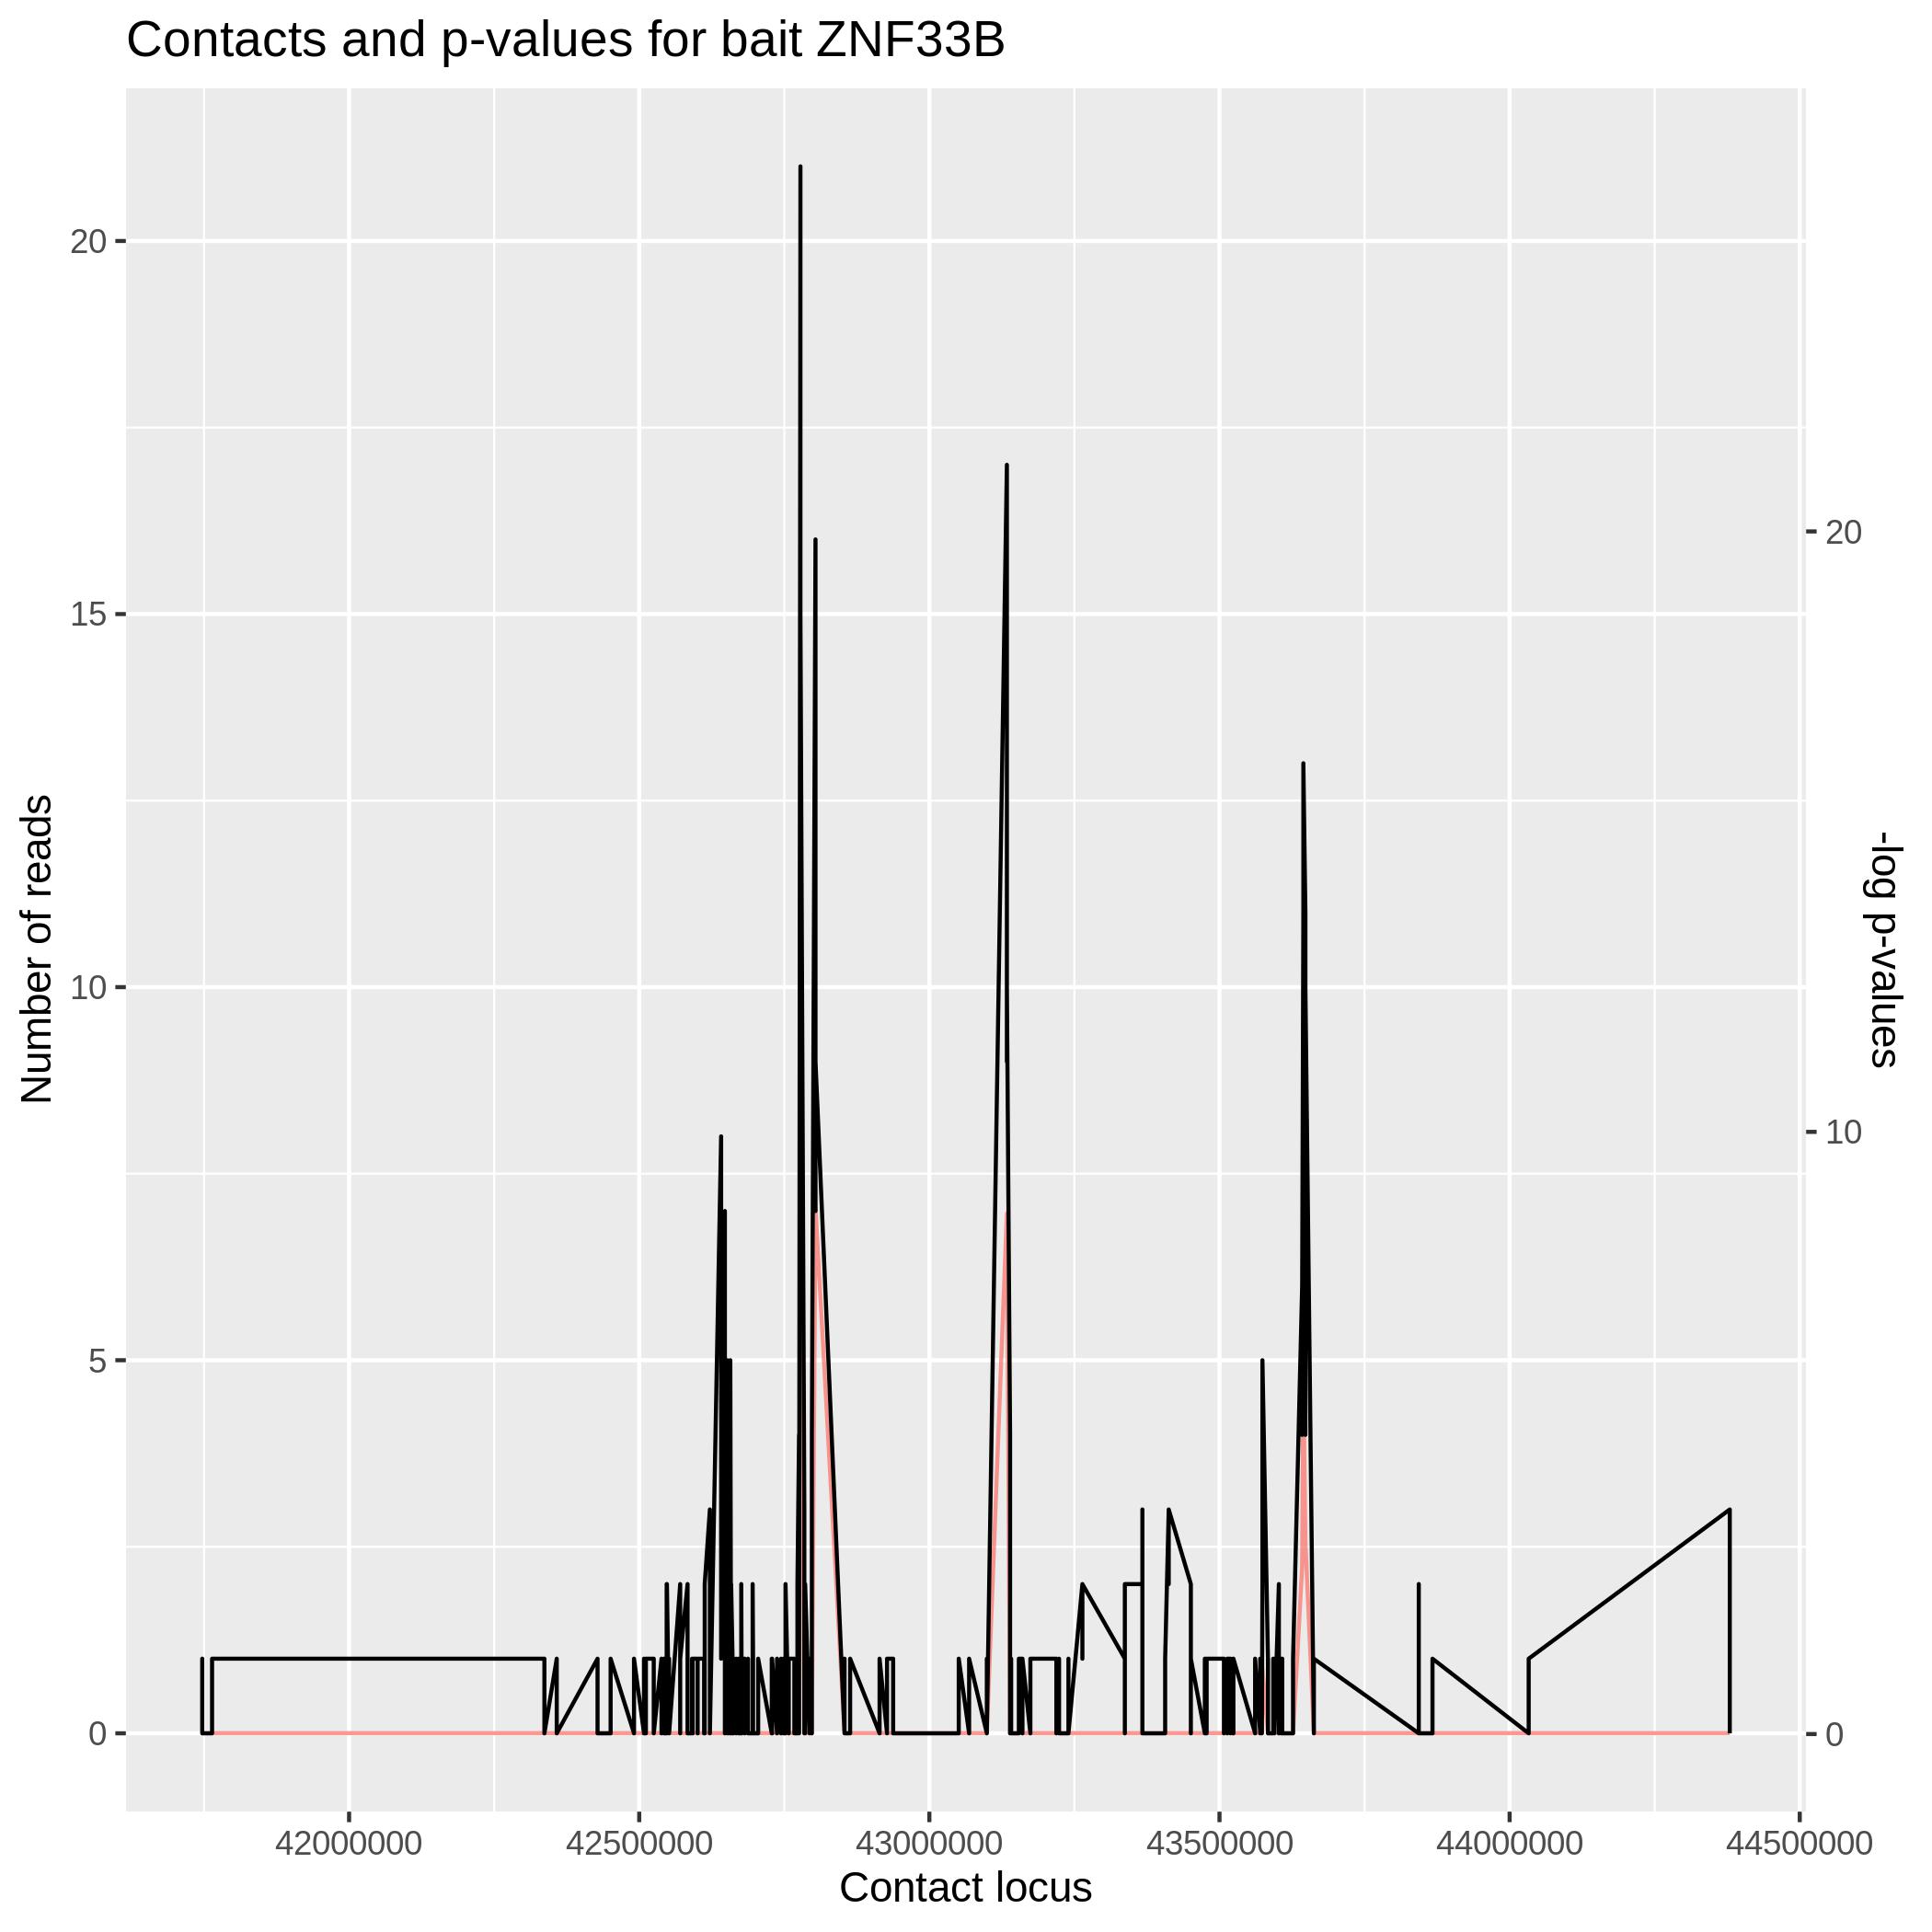 Contacts and p-values for bait ZNF33B
20
15
10
5
0
Number of reads
20
10
0
-log p-values
42000000 42500000 43000000 43500000 44000000 44500000
Contact locus